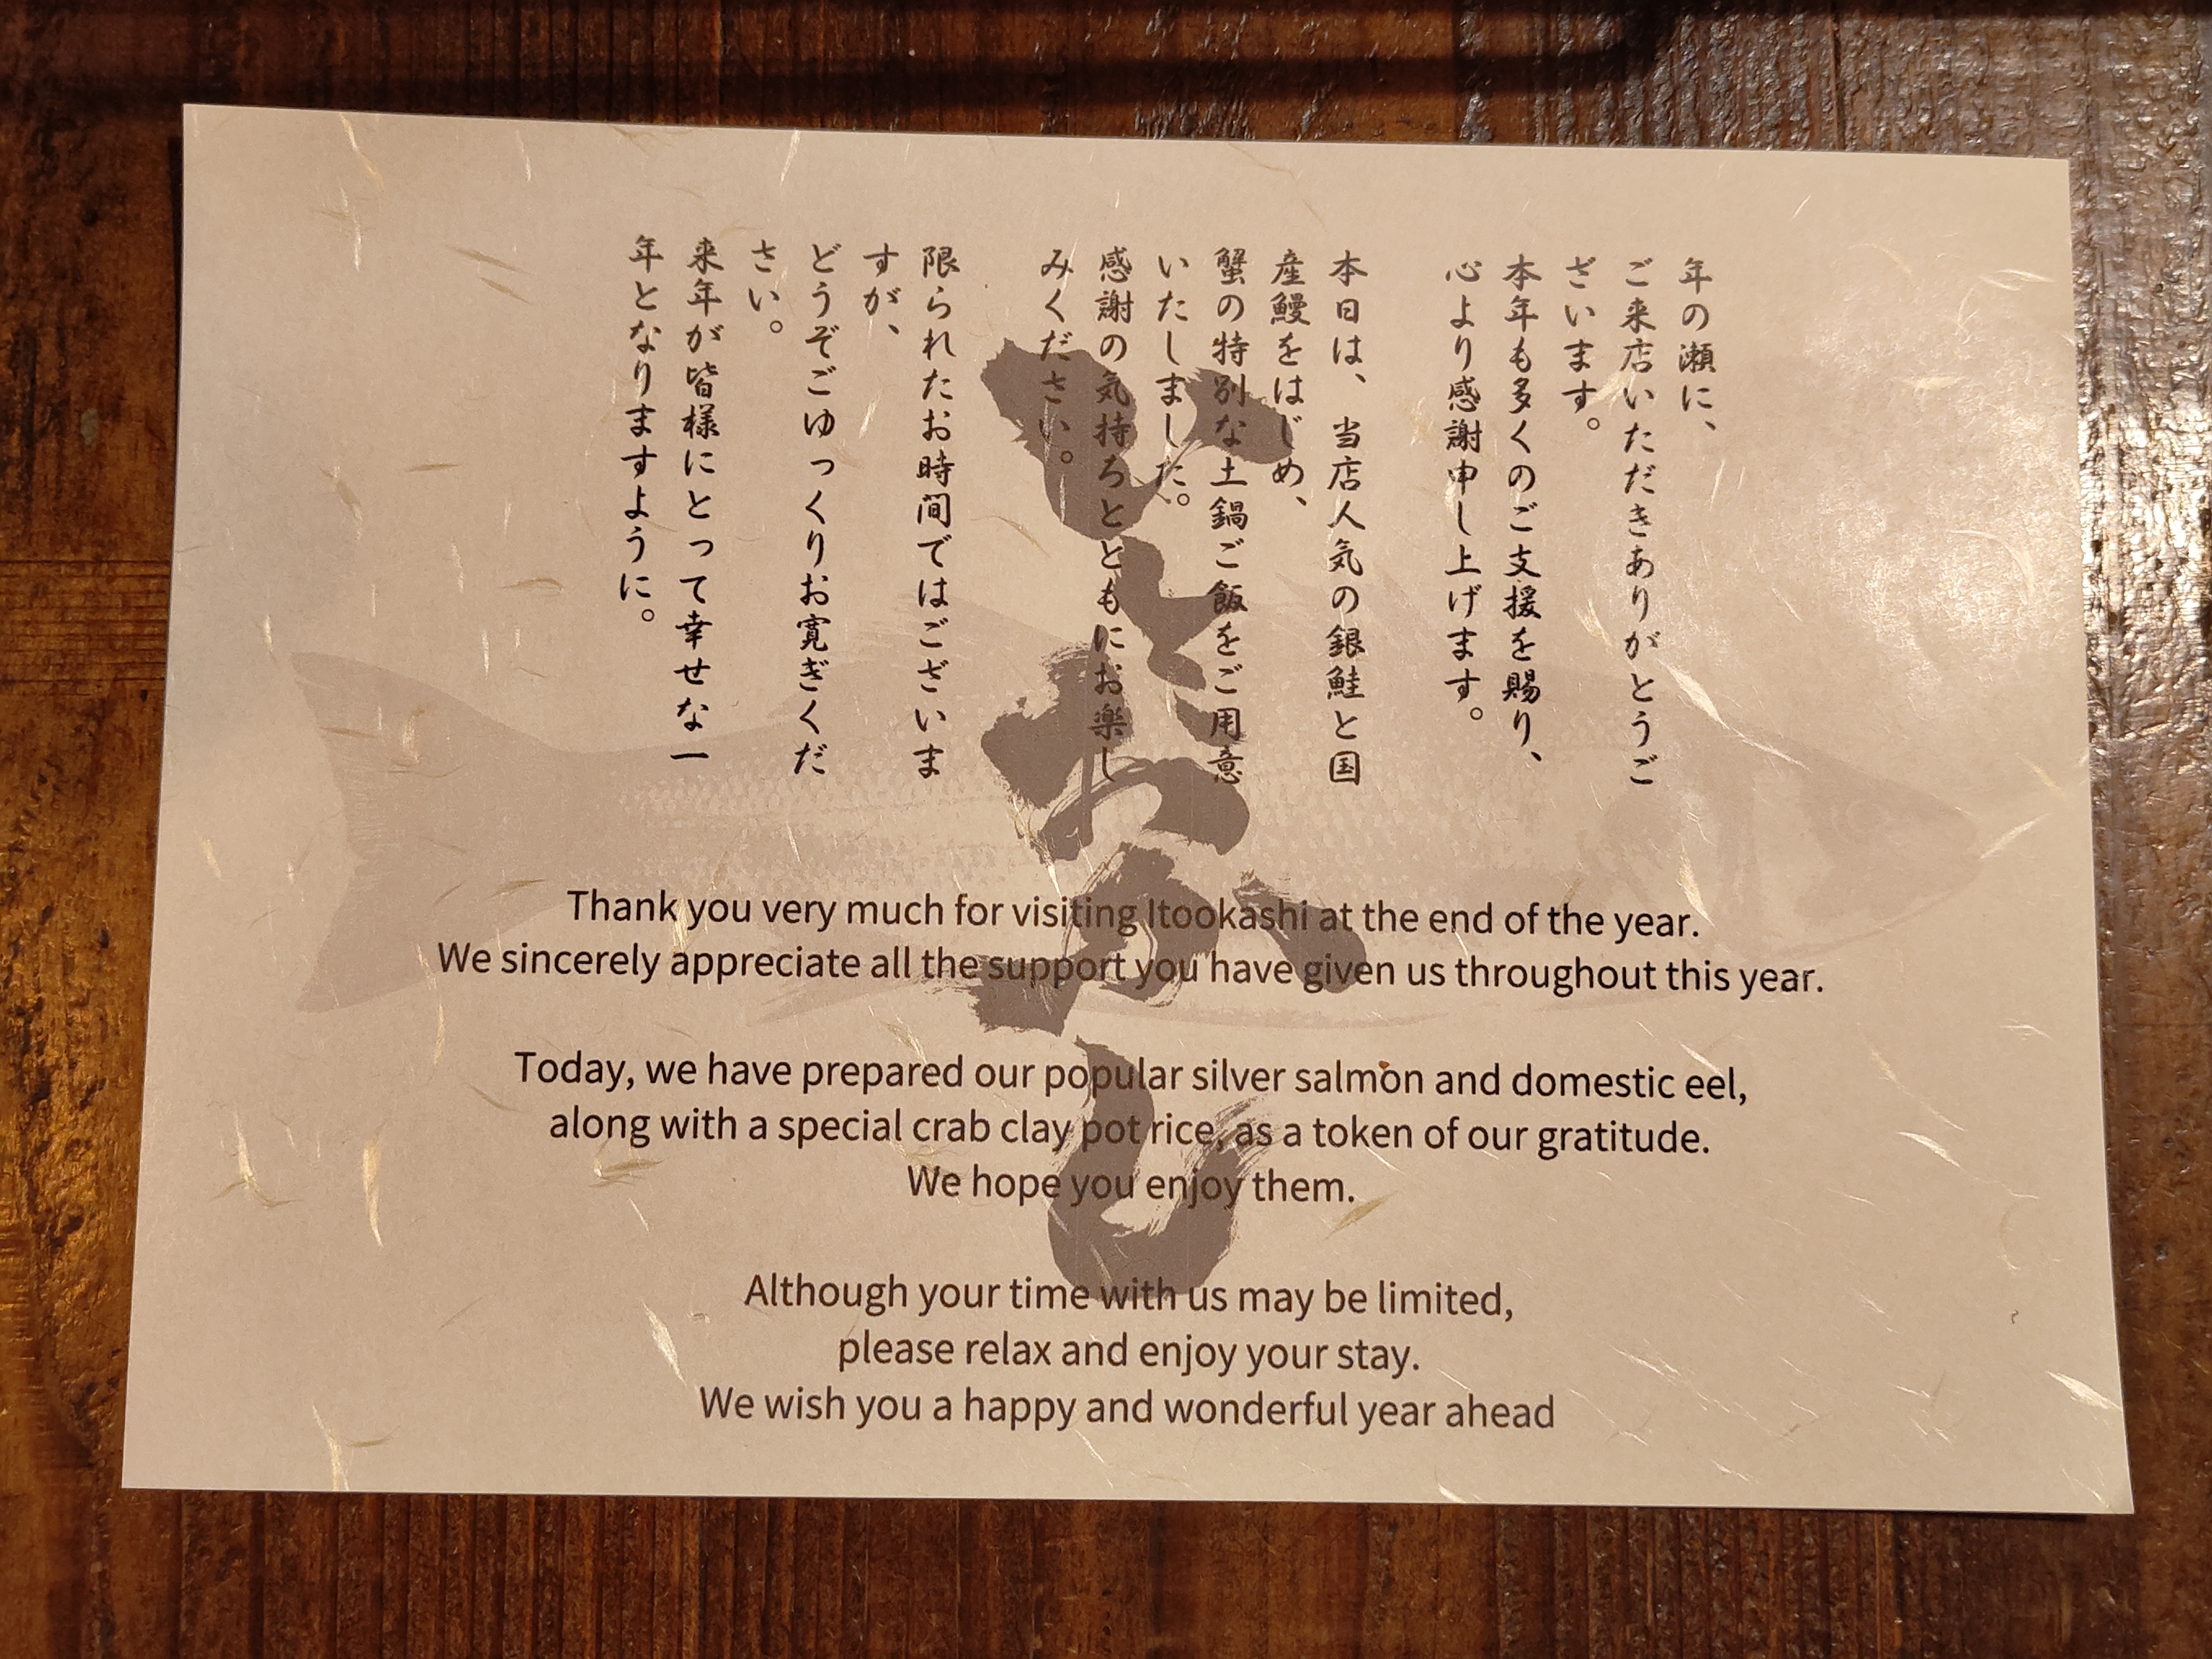 年の瀬に、
ご来店いただきありがとうご
ざいます。
本年も多くのご支援を賜り、
心より感謝申し上げます。
本日は、当店人気の銀鮭と国
産鰻をはじめ、
蟹の特別な土鍋ご飯をご用意
いたしました。
感謝の気持ちとともにお楽し
みください。
限られたお時間ではございま
すが、
どうぞごゆっくりお寛ぎくだ
さい。
来年が皆様にとって幸せな一
年となりますように。
いとおかし
Thank you very much for visiting Itookashi at the end of the year.
We sincerely appreciate all the support you have given us throughout this year.
Today, we have prepared our popular silver salmon and domestic eel,
along with a special crab clay pot rice, as a token of our gratitude.
We hope you enjoy them.
Although your time with us may be limited,
please relax and enjoy your stay.
We wish you a happy and wonderful year ahead